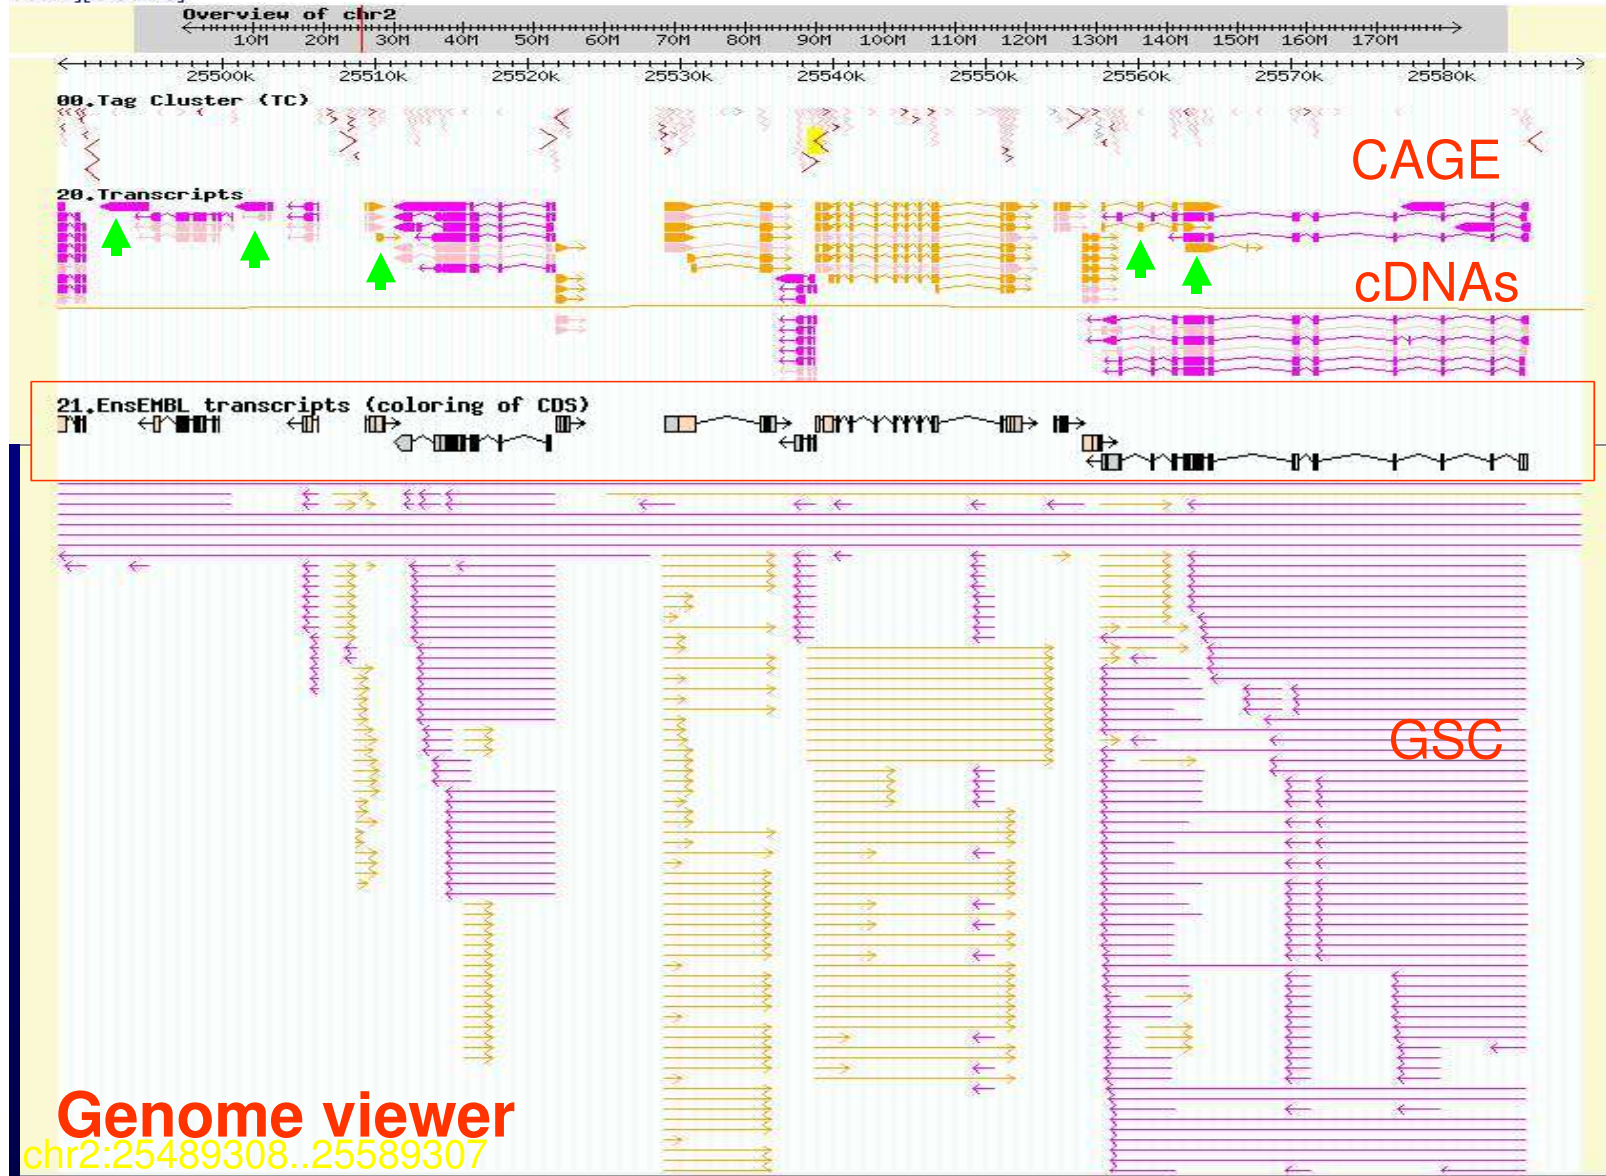 Overview of chr2
10M 20M 30M 40M 50M 60M 70M 80M 90M 100M 110M 120M 130M 140M 150M 160M 170M
25500k 25510k 25520k 25530k 25540k 25550k 25560k 25570k 25580k
00.Tag Cluster (TC)
CAGE
20.Transcripts
cDNAs
21.EnsEMBL transcripts (coloring of CDS)
GSC
Genome viewer
chr2:25489308..25589307